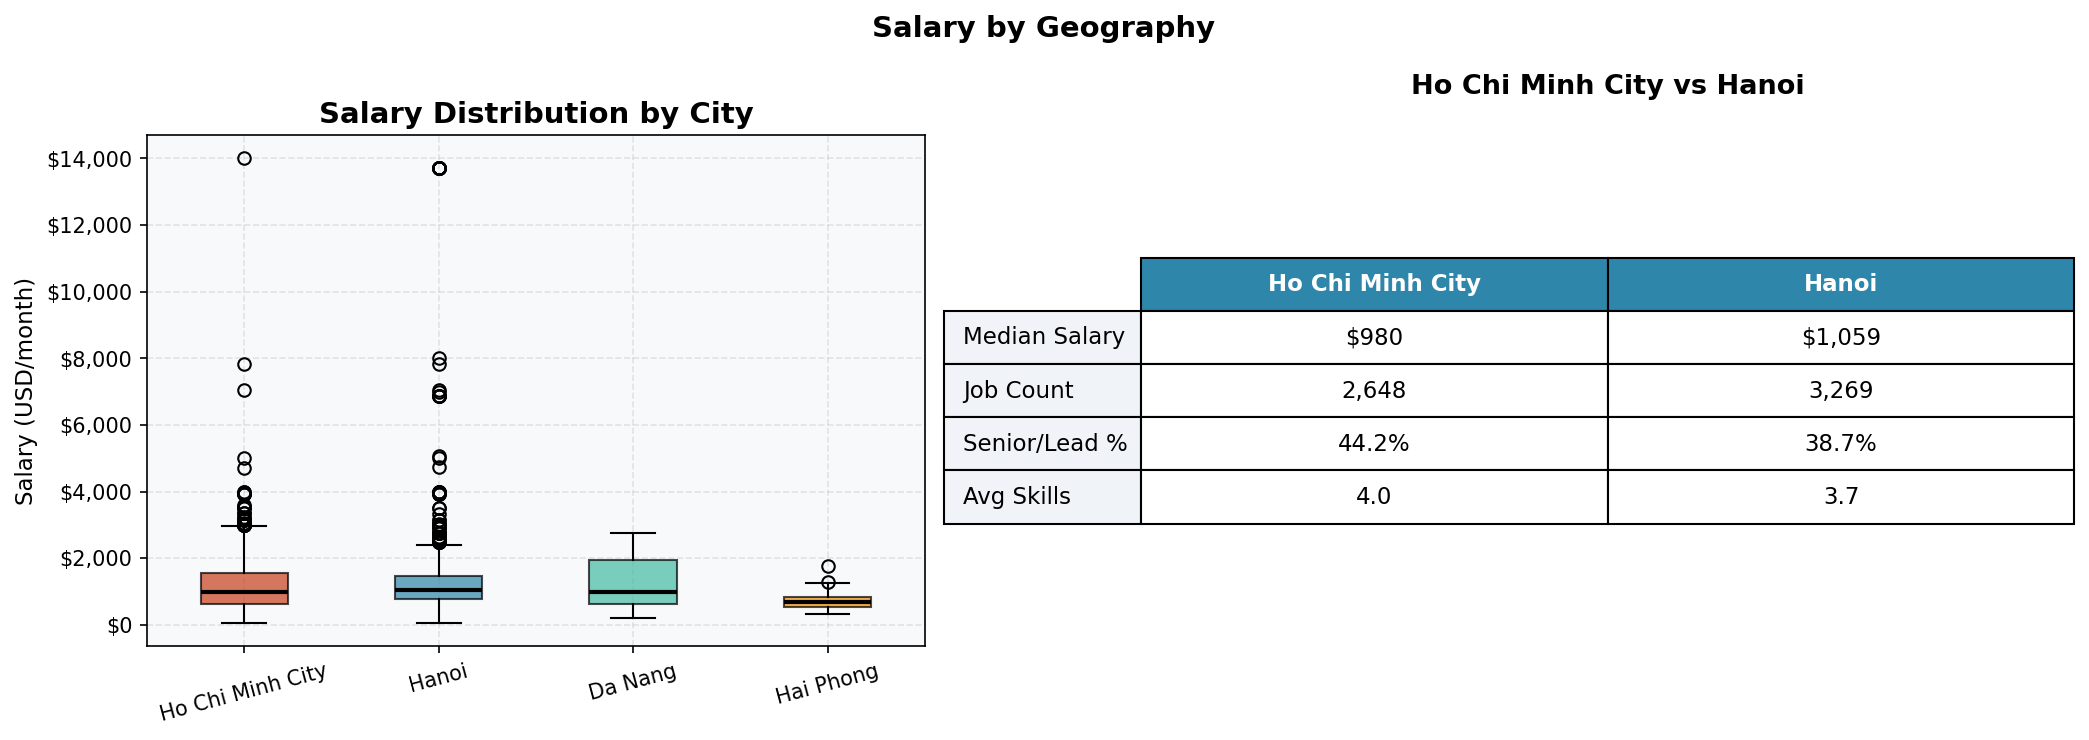 Salary by Geography
Salary Distribution by City
Salary (USD/month)
$14,000
$12,000
$10,000
$8,000
$6,000
$4,000
$2,000
$0
Ho Chi Minh City
Hanoi
Da Nang
Hai Phong
Ho Chi Minh City vs Hanoi
Ho Chi Minh City Hanoi
Median Salary $980 $1,059
Job Count 2,648 3,269
Senior/Lead % 44.2% 38.7%
Avg Skills 4.0 3.7